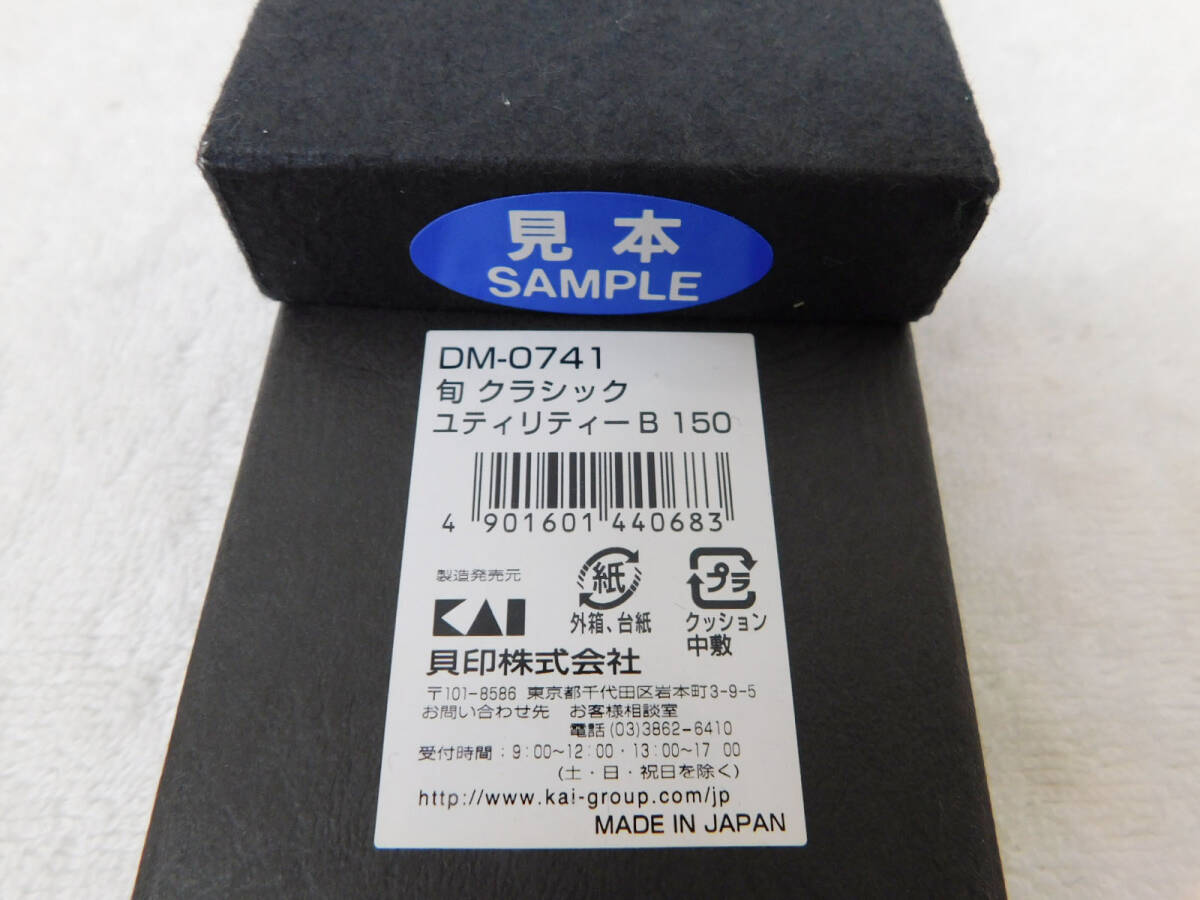 見本
SAMPLE
DM-0741
旬 クラシック
ユティリティーB 150
4 901601 440683
製造発売元
紙
プラ
KAI
外箱、台紙
クッション
中敷
貝印株式会社
〒101-8586 東京都千代田区岩本町3-9-5
お問い合わせ先 お客様相談室
電話(03)3862-6410
受付時間：9:00～12:00・13:00～17 00
(土・日・祝日を除く)
http://www.kai-group.com/jp
MADE IN JAPAN